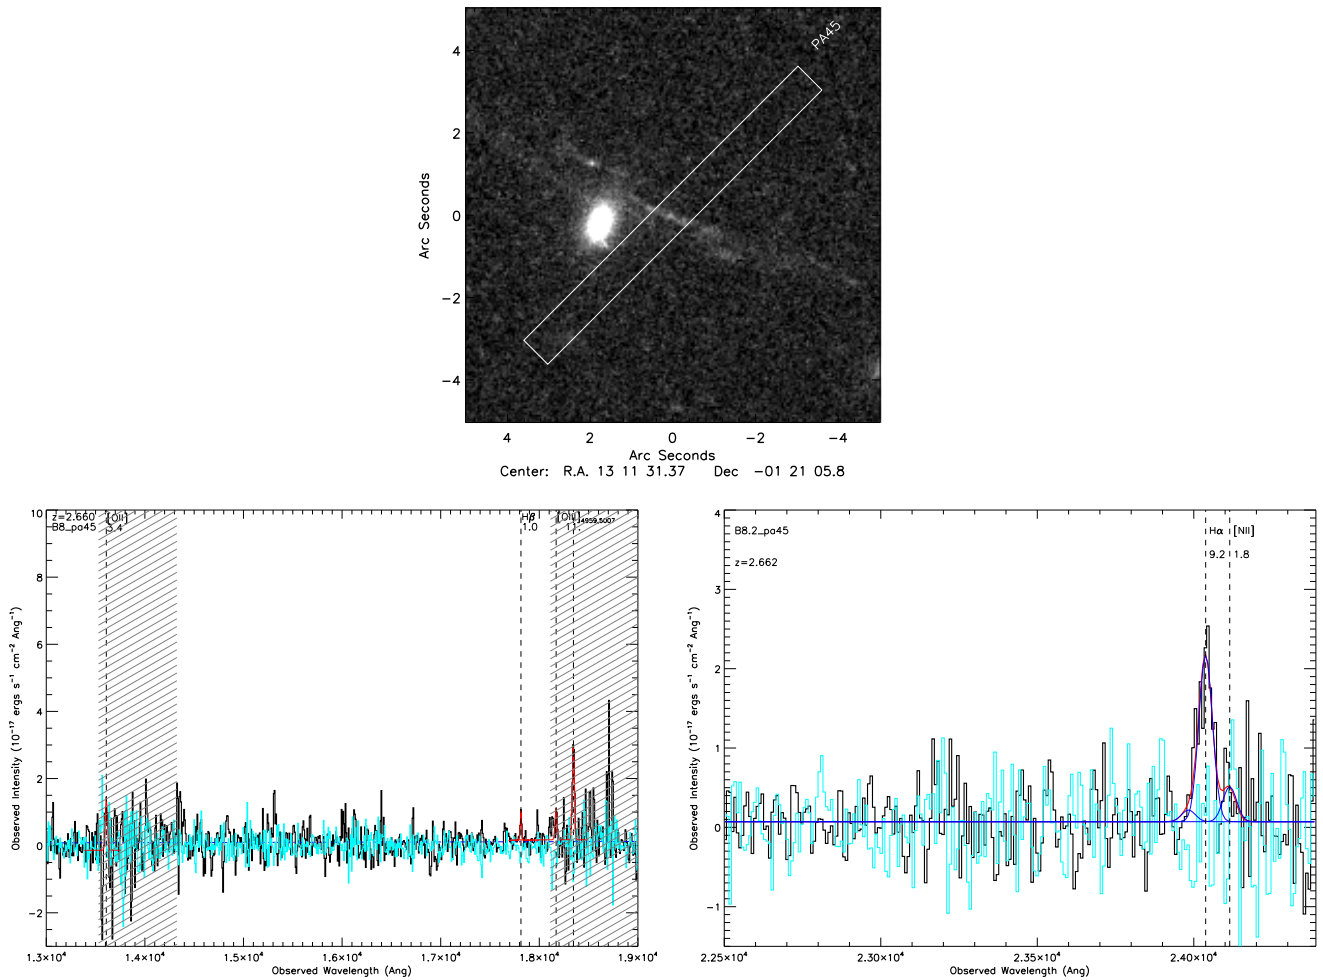 PA45
4
2
0
−2
−4
Arc Seconds
4 2 0 −2 −4
Arc Seconds
Center: R.A. 13 11 31.37 Dec −01 21 05.8
z=2.660 [OII] Hβ [OIII]4959,5007
B8_pa45 3.4 1.0 11.
10
8
6
4
2
0
−2
Observed Intensity (10⁻¹⁷ ergs s⁻¹ cm⁻² Ang⁻¹)
1.3×10⁴ 1.4×10⁴ 1.5×10⁴ 1.6×10⁴ 1.7×10⁴ 1.8×10⁴ 1.9×10⁴
Observed Wavelength (Ang)
B8.2_pa45 Hα [NII]
9.2 1.8
z=2.662
4
3
2
1
0
−1
Observed Intensity (10⁻¹⁷ ergs s⁻¹ cm⁻² Ang⁻¹)
2.25×10⁴ 2.30×10⁴ 2.35×10⁴ 2.40×10⁴
Observed Wavelength (Ang)